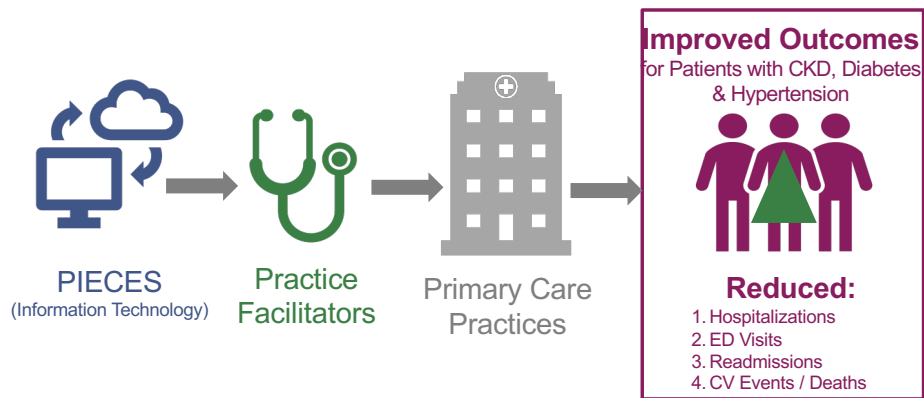 PIECES
(Information Technology)
Practice
Facilitators
Primary Care
Practices
Improved Outcomes
for Patients with CKD, Diabetes
& Hypertension
Reduced:
1. Hospitalizations
2. ED Visits
3. Readmissions
4. CV Events / Deaths